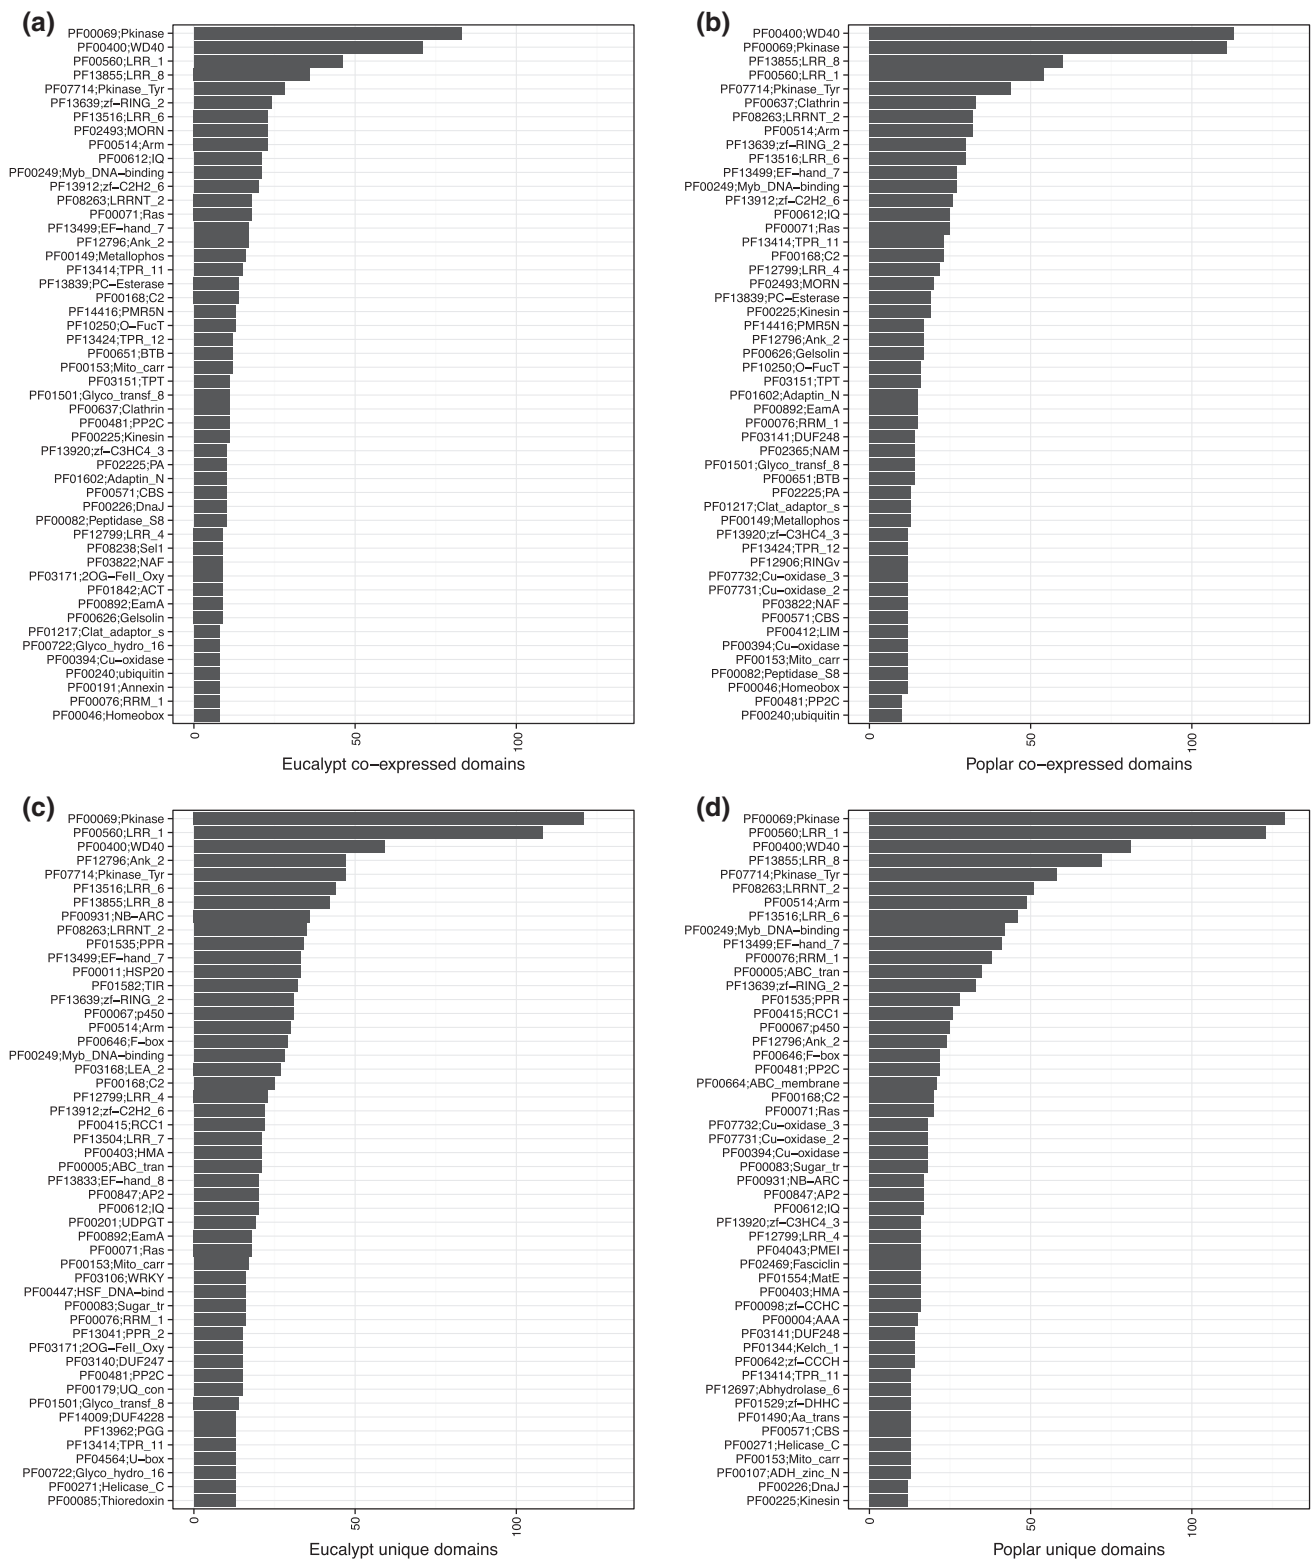 (a)
PF00069;Pkinase
PF00400;WD40
PF00560;LRR_1
PF13855;LRR_8
PF07714;Pkinase_Tyr
PF13639;zf−RING_2
PF13516;LRR_6
PF02493;MORN
PF00514;Arm
PF00612;IQ
PF00249;Myb_DNA−binding
PF13912;zf−C2H2_6
PF08263;LRRNT_2
PF00071;Ras
PF13499;EF−hand_7
PF12796;Ank_2
PF00149;Metallophos
PF13414;TPR_11
PF13839;PC−Esterase
PF00168;C2
PF14416;PMR5N
PF10250;O−FucT
PF13424;TPR_12
PF00651;BTB
PF00153;Mito_carr
PF03151;TPT
PF01501;Glyco_transf_8
PF00637;Clathrin
PF00481;PP2C
PF00225;Kinesin
PF13920;zf−C3HC4_3
PF02225;PA
PF01602;Adaptin_N
PF00571;CBS
PF00226;DnaJ
PF00082;Peptidase_S8
PF12799;LRR_4
PF08238;Sel1
PF03822;NAF
PF03171;2OG−FeII_Oxy
PF01842;ACT
PF00892;EamA
PF00626;Gelsolin
PF01217;Clat_adaptor_s
PF00722;Glyco_hydro_16
PF00394;Cu−oxidase
PF00240;ubiquitin
PF00191;Annexin
PF00076;RRM_1
PF00046;Homeobox
0 50 100
Eucalypt co−expressed domains
(b)
PF00400;WD40
PF00069;Pkinase
PF13855;LRR_8
PF00560;LRR_1
PF07714;Pkinase_Tyr
PF00637;Clathrin
PF08263;LRRNT_2
PF00514;Arm
PF13639;zf−RING_2
PF13516;LRR_6
PF13499;EF−hand_7
PF00249;Myb_DNA−binding
PF13912;zf−C2H2_6
PF00612;IQ
PF00071;Ras
PF13414;TPR_11
PF00168;C2
PF12799;LRR_4
PF02493;MORN
PF13839;PC−Esterase
PF00225;Kinesin
PF14416;PMR5N
PF12796;Ank_2
PF00626;Gelsolin
PF10250;O−FucT
PF03151;TPT
PF01602;Adaptin_N
PF00892;EamA
PF00076;RRM_1
PF03141;DUF248
PF02365;NAM
PF01501;Glyco_transf_8
PF00651;BTB
PF02225;PA
PF01217;Clat_adaptor_s
PF00149;Metallophos
PF13920;zf−C3HC4_3
PF13424;TPR_12
PF12906;RINGv
PF07732;Cu−oxidase_3
PF07731;Cu−oxidase_2
PF03822;NAF
PF00571;CBS
PF00412;LIM
PF00394;Cu−oxidase
PF00153;Mito_carr
PF00082;Peptidase_S8
PF00046;Homeobox
PF00481;PP2C
PF00240;ubiquitin
0 50 100
Poplar co−expressed domains
(c)
PF00069;Pkinase
PF00560;LRR_1
PF00400;WD40
PF12796;Ank_2
PF07714;Pkinase_Tyr
PF13516;LRR_6
PF13855;LRR_8
PF00931;NB−ARC
PF08263;LRRNT_2
PF01535;PPR
PF13499;EF−hand_7
PF00011;HSP20
PF01582;TIR
PF13639;zf−RING_2
PF00067;p450
PF00514;Arm
PF00646;F−box
PF00249;Myb_DNA−binding
PF03168;LEA_2
PF00168;C2
PF12799;LRR_4
PF13912;zf−C2H2_6
PF00415;RCC1
PF13504;LRR_7
PF00403;HMA
PF00005;ABC_tran
PF13833;EF−hand_8
PF00847;AP2
PF00612;IQ
PF00201;UDPGT
PF00892;EamA
PF00071;Ras
PF00153;Mito_carr
PF03106;WRKY
PF00447;HSF_DNA−bind
PF00083;Sugar_tr
PF00076;RRM_1
PF13041;PPR_2
PF03171;2OG−FeII_Oxy
PF03140;DUF247
PF00481;PP2C
PF00179;UQ_con
PF01501;Glyco_transf_8
PF14009;DUF4228
PF13962;PGG
PF13414;TPR_11
PF04564;U−box
PF00722;Glyco_hydro_16
PF00271;Helicase_C
PF00085;Thioredoxin
0 50 100
Eucalypt unique domains
(d)
PF00069;Pkinase
PF00560;LRR_1
PF00400;WD40
PF13855;LRR_8
PF07714;Pkinase_Tyr
PF08263;LRRNT_2
PF00514;Arm
PF13516;LRR_6
PF00249;Myb_DNA−binding
PF13499;EF−hand_7
PF00076;RRM_1
PF00005;ABC_tran
PF13639;zf−RING_2
PF01535;PPR
PF00415;RCC1
PF00067;p450
PF12796;Ank_2
PF00646;F−box
PF00481;PP2C
PF00664;ABC_membrane
PF00168;C2
PF00071;Ras
PF07732;Cu−oxidase_3
PF07731;Cu−oxidase_2
PF00394;Cu−oxidase
PF00083;Sugar_tr
PF00931;NB−ARC
PF00847;AP2
PF00612;IQ
PF13920;zf−C3HC4_3
PF12799;LRR_4
PF04043;PMEI
PF02469;Fasciclin
PF01554;MatE
PF00403;HMA
PF00098;zf−CCHC
PF00004;AAA
PF03141;DUF248
PF01344;Kelch_1
PF00642;zf−CCCH
PF13414;TPR_11
PF12697;Abhydrolase_6
PF01529;zf−DHHC
PF01490;Aa_trans
PF00571;CBS
PF00271;Helicase_C
PF00153;Mito_carr
PF00107;ADH_zinc_N
PF00226;DnaJ
PF00225;Kinesin
0 50 100
Poplar unique domains